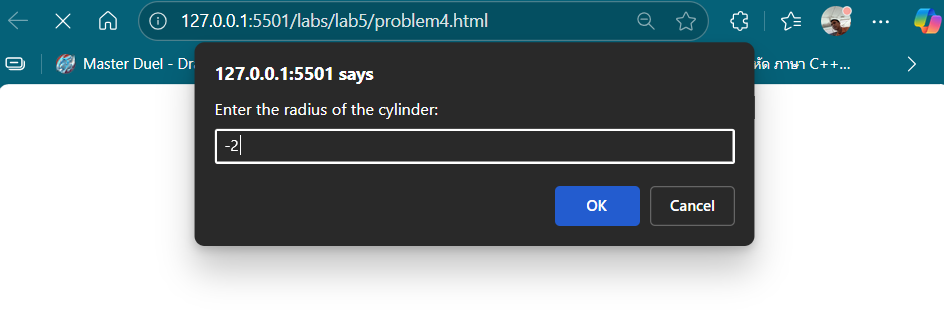 127.0.0.1:5501/labs/lab5/problem4.html
Master Duel - Dra
หัด ภาษา C++...
127.0.0.1:5501 says
Enter the radius of the cylinder:
-2
OK
Cancel